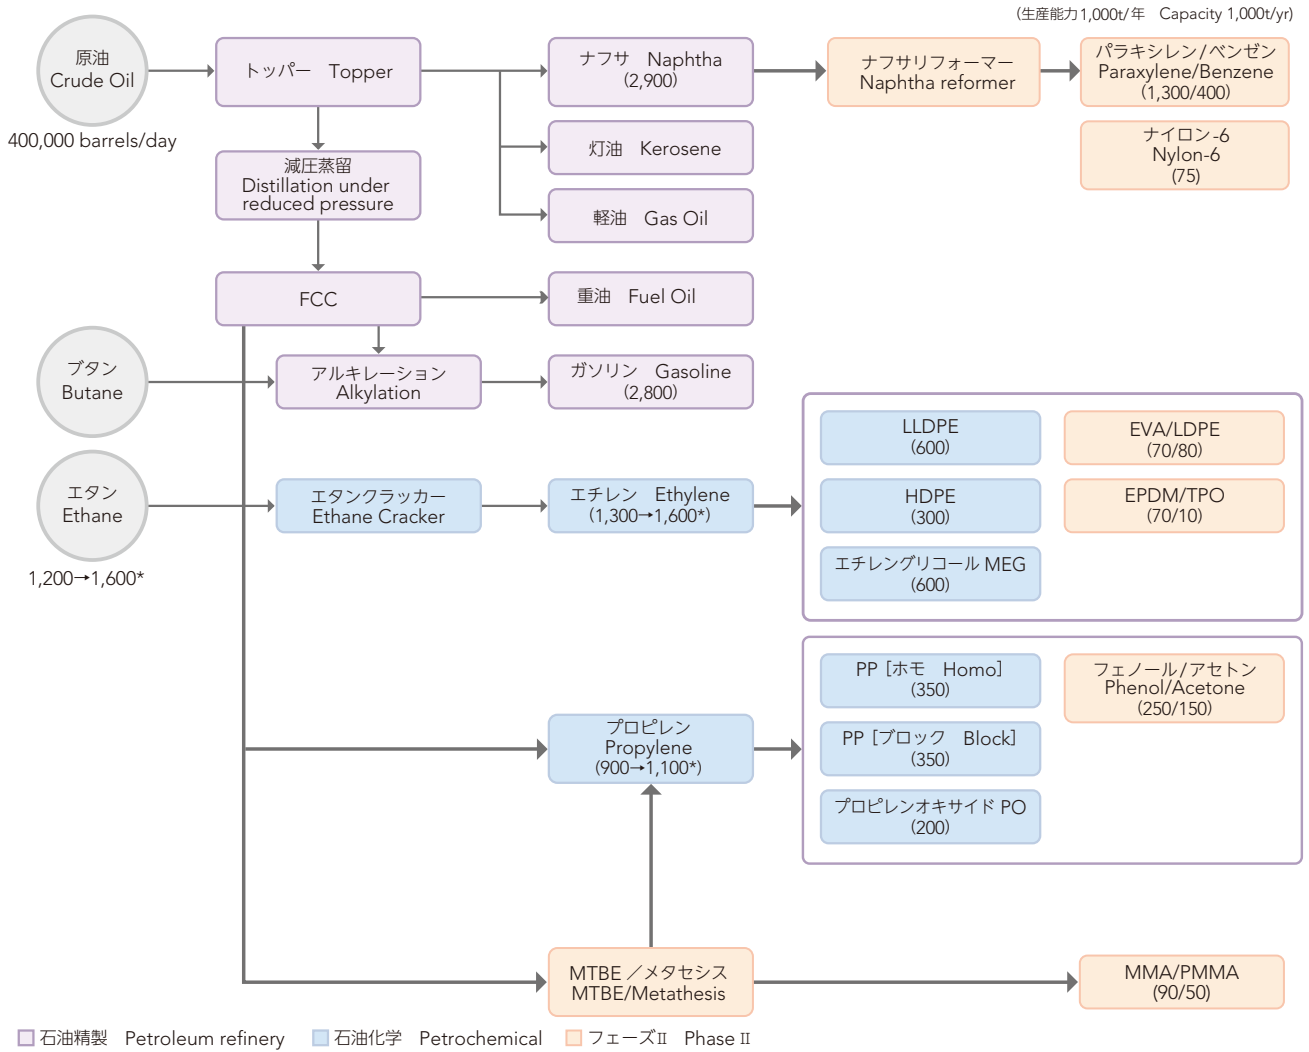 (生産能力1,000t/年　Capacity 1,000t/yr)
原油
Crude Oil
400,000 barrels/day
トッパー　Topper
ナフサ　Naphtha
(2,900)
ナフサリフォーマー
Naphtha reformer
パラキシレン/ベンゼン
Paraxylene/Benzene
(1,300/400)
灯油　Kerosene
ナイロン-6
Nylon-6
(75)
減圧蒸留
Distillation under
reduced pressure
軽油　Gas Oil
FCC
重油　Fuel Oil
ブタン
Butane
アルキレーション
Alkylation
ガソリン　Gasoline
(2,800)
エタン
Ethane
1,200→1,600*
エタンクラッカー
Ethane Cracker
エチレン　Ethylene
(1,300→1,600*)
LLDPE
(600)
EVA/LDPE
(70/80)
HDPE
(300)
EPDM/TPO
(70/10)
エチレングリコール MEG
(600)
プロピレン
Propylene
(900→1,100*)
PP [ホモ　Homo]
(350)
フェノール/アセトン
Phenol/Acetone
(250/150)
PP [ブロック　Block]
(350)
プロピレンオキサイド PO
(200)
MTBE／メタセシス
MTBE/Metathesis
MMA/PMMA
(90/50)
石油精製　Petroleum refinery
石油化学　Petrochemical
フェーズⅡ　Phase Ⅱ